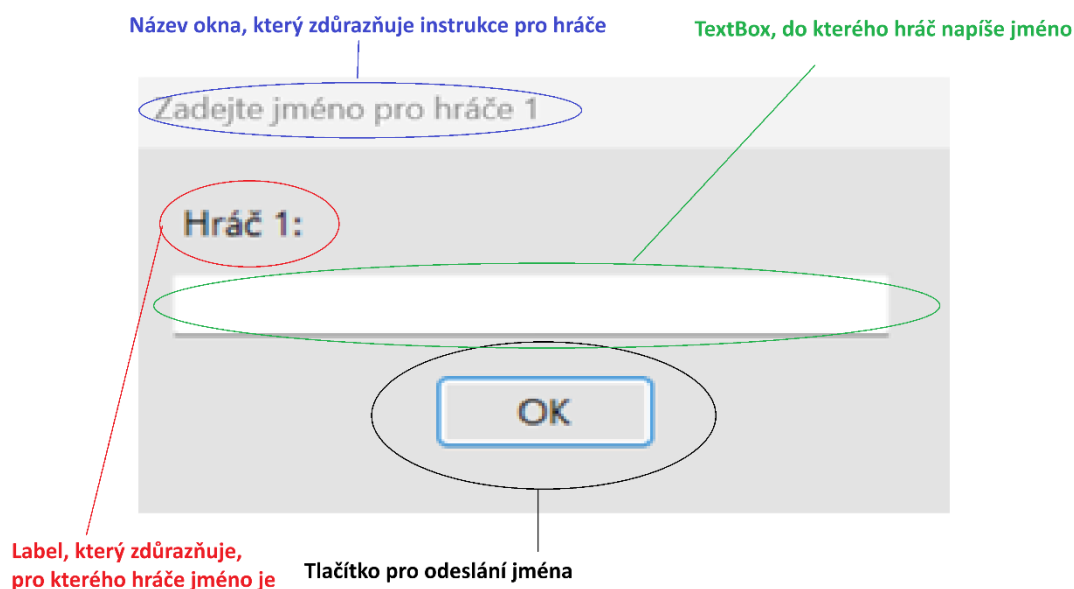 Název okna, který zdůrazňuje instrukce pro hráče
TextBox, do kterého hráč napíše jméno
Zadejte jméno pro hráče 1
Hráč 1:
OK
Label, který zdůrazňuje,
pro kterého hráče jméno je
Tlačítko pro odeslání jména